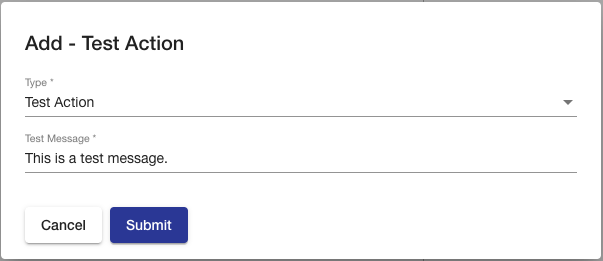 Add - Test Action
Type *
Test Action
Test Message *
This is a test message.
Cancel
Submit